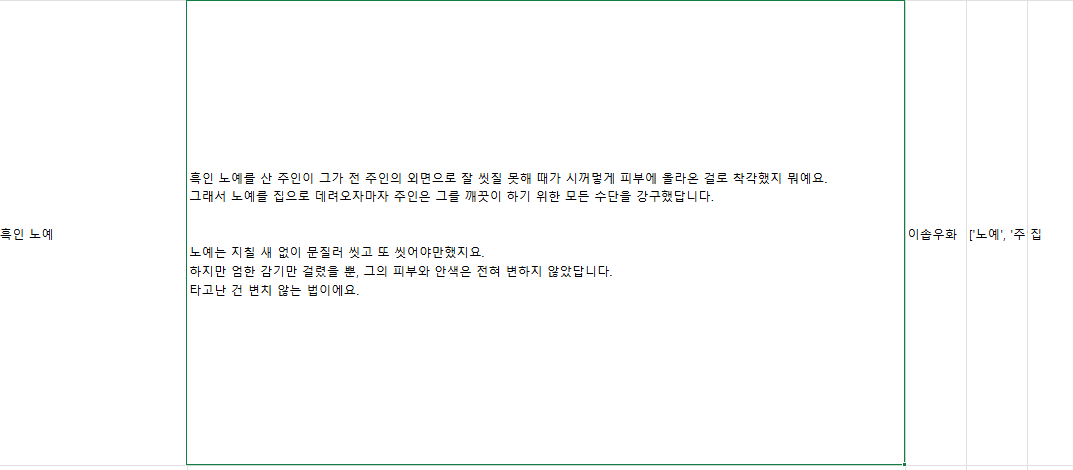 흑인 노예를 산 주인이 그가 전 주인의 외면으로 잘 씻질 못해 때가 시꺼멓게 피부에 올라온 걸로 착각했지 뭐예요.
그래서 노예를 집으로 데려오자마자 주인은 그를 깨끗이 하기 위한 모든 수단을 강구했답니다.
흑인 노예
이솝우화
['노예', '주
집
노예는 지칠 새 없이 문질러 씻고 또 씻어야만했지요.
하지만 엄한 감기만 걸렸을 뿐, 그의 피부와 안색은 전혀 변하지 않았답니다.
타고난 건 변치 않는 법이에요.